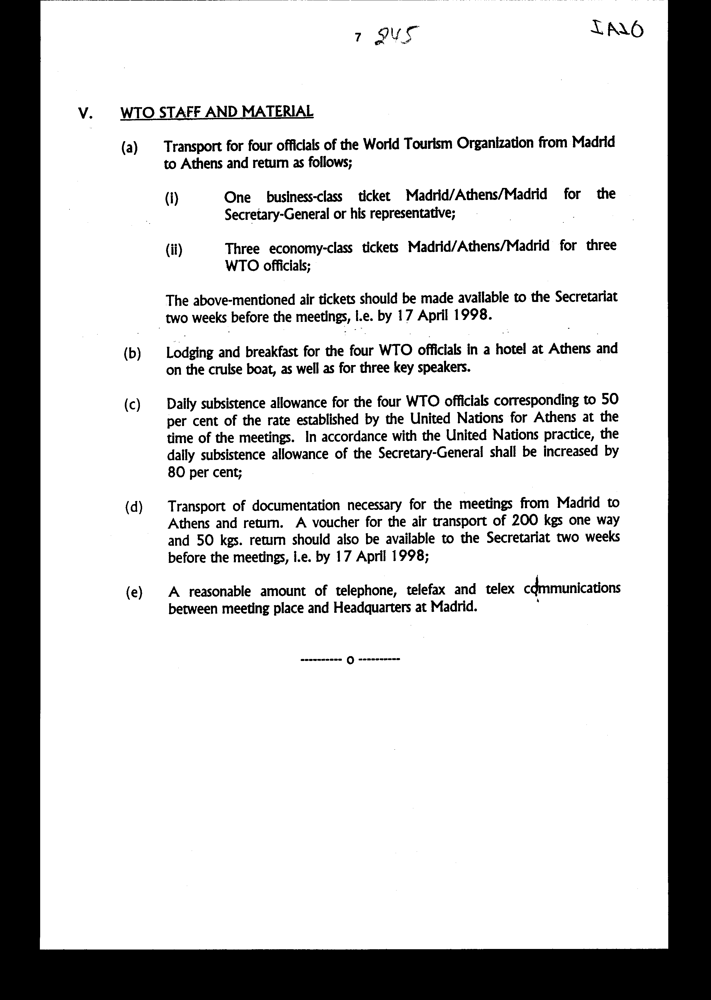 7 245 IA20
V. WTO STAFF AND MATERIAL
(a) Transport for four officials of the World Tourism Organization from Madrid
to Athens and return as follows;
(i) One business-class ticket Madrid/Athens/Madrid for the
Secretary-General or his representative;
(ii) Three economy-class tickets Madrid/Athens/Madrid for three
WTO officials;
The above-mentioned air tickets should be made available to the Secretariat
two weeks before the meetings, i.e. by 17 April 1998.
(b) Lodging and breakfast for the four WTO officials in a hotel at Athens and
on the cruise boat, as well as for three key speakers.
(c) Daily subsistence allowance for the four WTO officials corresponding to 50
per cent of the rate established by the United Nations for Athens at the
time of the meetings. In accordance with the United Nations practice, the
daily subsistence allowance of the Secretary-General shall be increased by
80 per cent;
(d) Transport of documentation necessary for the meetings from Madrid to
Athens and return. A voucher for the air transport of 200 kgs one way
and 50 kgs. return should also be available to the Secretariat two weeks
before the meetings, i.e. by 17 April 1998;
(e) A reasonable amount of telephone, telefax and telex communications
between meeting place and Headquarters at Madrid.
---------- o ----------